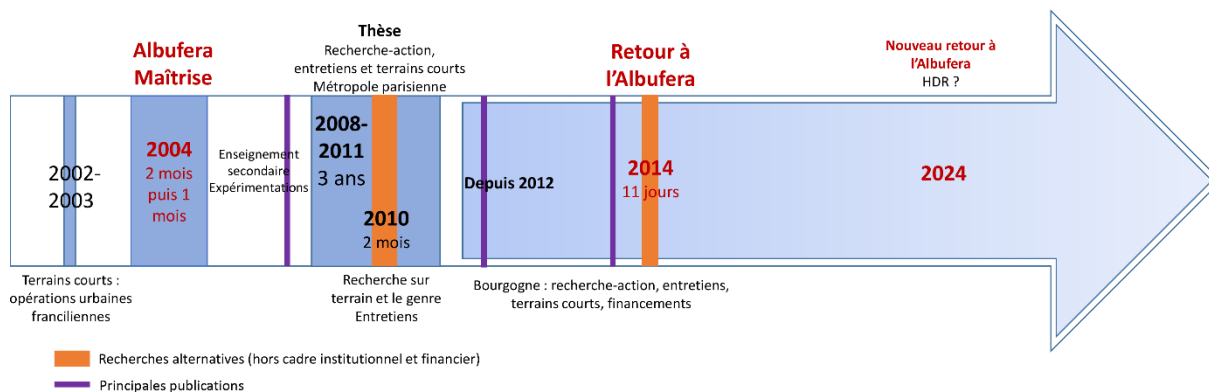 Albufera
Maîtrise
Thèse
Recherche-action,
entretiens et terrains courts
Métropole parisienne
Retour à
l'Albufera
Nouveau retour à
l'Albufera
HDR ?
2002-
2003
2004
2 mois
puis 1
mois
Enseignement
secondaire
Expérimentations
2008-
2011
3 ans
2010
2 mois
Depuis 2012
2014
11 jours
2024
Terrains courts :
opérations urbaines
franciliennes
Recherche sur
terrain et le genre
Entretiens
Bourgogne : recherche-action, entretiens,
terrains courts, financements
Recherches alternatives (hors cadre institutionnel et financier)
Principales publications